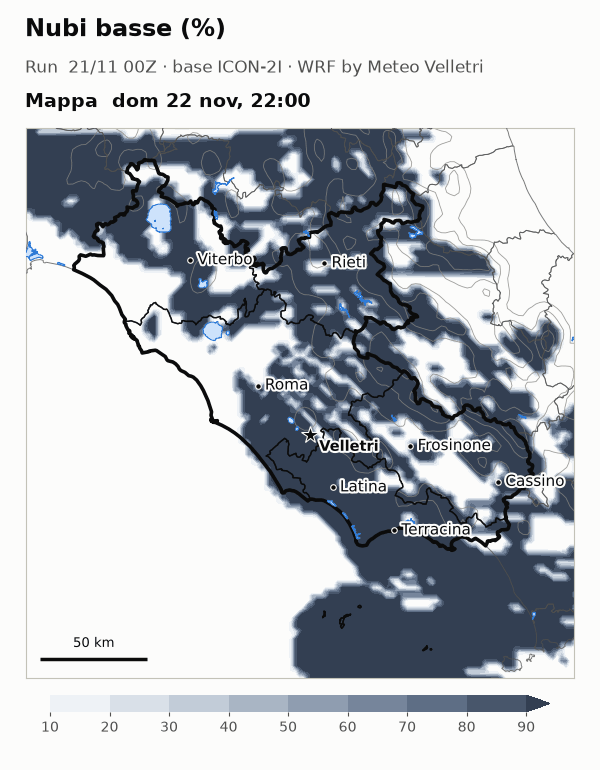 Nubi basse (%)
Run  21/11 00Z · base ICON-2I · WRF by Meteo Velletri
Mappa  dom 22 nov, 22:00
Viterbo
Rieti
Roma
Velletri
Frosinone
Cassino
Latina
Terracina
50 km
10 20 30 40 50 60 70 80 90